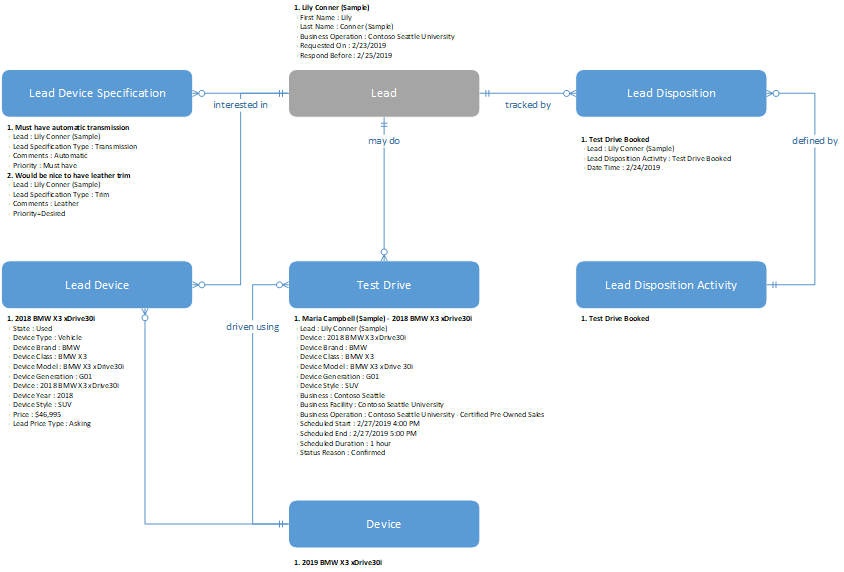 1. Lily Conner (Sample)
· First Name : Lily
· Last Name : Conner (Sample)
· Business Operation : Contoso Seattle University
· Requested On : 2/23/2019
· Respond Before : 2/25/2019
Lead Device Specification
Lead
Lead Disposition
interested in
tracked by
may do
defined by
1. Must have automatic transmission
· Lead : Lily Conner (Sample)
· Lead Specification Type : Transmission
· Comments : Automatic
· Priority : Must have
2. Would be nice to have leather trim
· Lead : Lily Conner (Sample)
· Lead Specification Type : Trim
· Comments : Leather
· Priority=Desired
1. Test Drive Booked
· Lead : Lily Conner (Sample)
· Lead Disposition Activity : Test Drive Booked
· Date Time : 2/24/2019
Lead Device
Test Drive
Lead Disposition Activity
1. 2018 BMW X3 xDrive30i
· State : Used
· Device Type : Vehicle
· Device Brand : BMW
· Device Class : BMW X3
· Device Model : BMW X3 xDrive30i
· Device Generation : G01
· Device : 2018 BMW X3 xDrive30i
· Device Year : 2018
· Device Style : SUV
· Price : $46,995
· Lead Price Type : Asking
driven using
1. Maria Campbell (Sample) - 2018 BMW X3 xDrive30i
· Lead : Lily Conner (Sample)
· Device : 2018 BMW X3 xDrive30i
· Device Brand : BMW
· Device Class : BMW X3
· Device Model : BMW X3 xDrive 30i
· Device Generation : G01
· Device Style : SUV
· Business : Contoso Seattle
· Business Facility : Contoso Seattle University
· Business Operation : Contoso Seattle University - Certified Pre-Owned Sales
· Scheduled Start : 2/27/2019 4:00 PM
· Scheduled End : 2/27/2019 5:00 PM
· Scheduled Duration : 1 hour
· Status Reason : Confirmed
1. Test Drive Booked
Device
1. 2019 BMW X3 xDrive30i